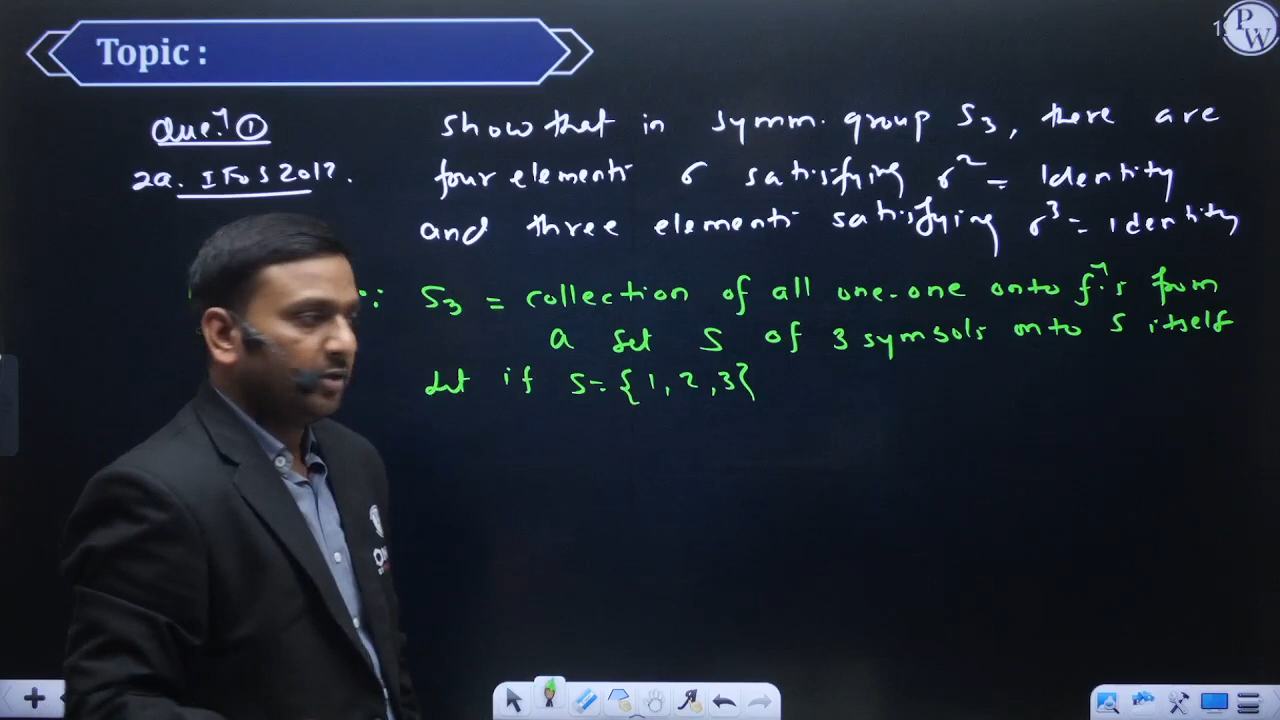 Topic :
PW
Que.ⁿ ①
show that in symm. group S₃, there are
2a. IFoS 2017.
four elements σ satisfying σ² = Identity
and three elements satisfying σ³ = identity
S₃ = collection of all one-one onto fⁿ.s from
a set S of 3 symbols onto S itself
Let if S = {1, 2, 3}